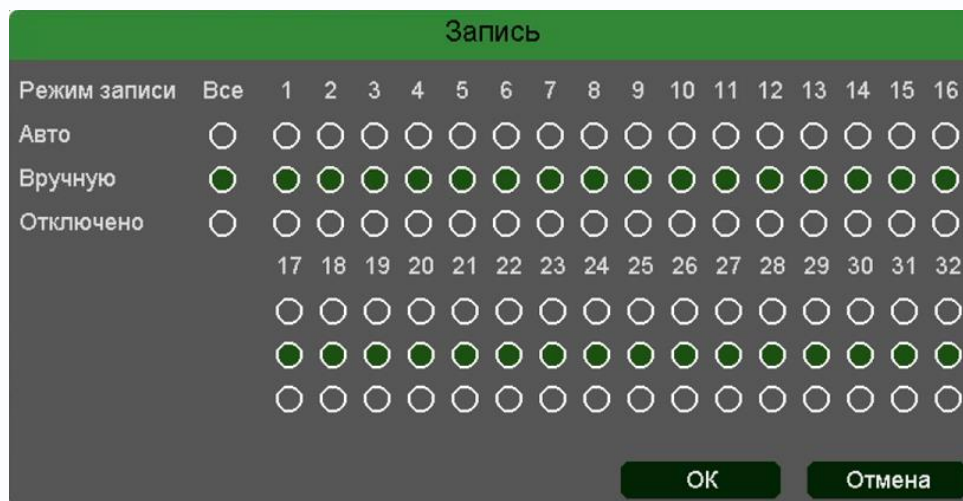 Запись
Режим записи Все 1 2 3 4 5 6 7 8 9 10 11 12 13 14 15 16
Авто
Вручную
Отключено
17 18 19 20 21 22 23 24 25 26 27 28 29 30 31 32
ОК Отмена